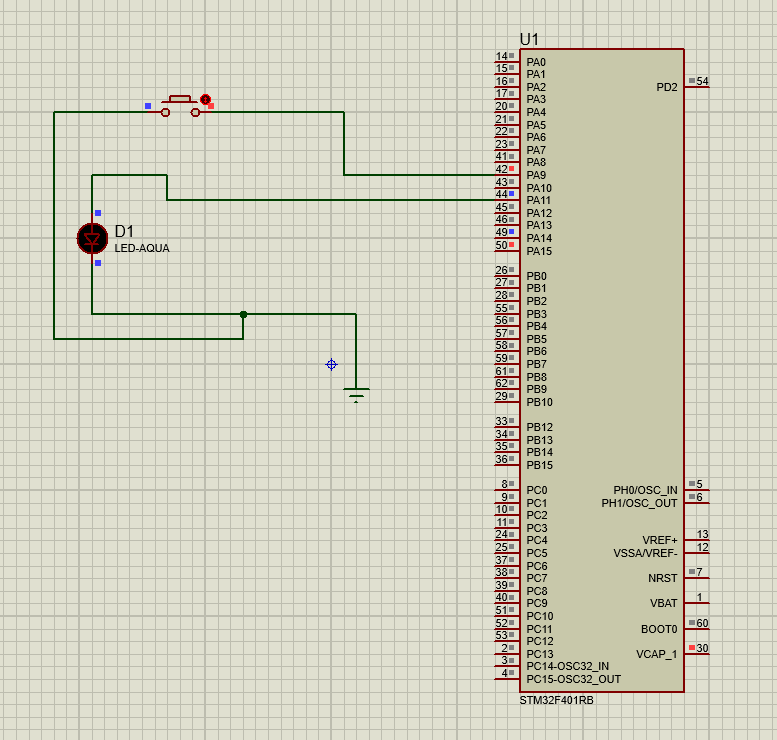 U1
14 PA0
15 PA1
16 PA2 PD2 54
17 PA3
20 PA4
21 PA5
22 PA6
23 PA7
41 PA8
42 PA9
43 PA10
44 PA11
45 PA12
46 PA13
49 PA14
50 PA15
D1
LED-AQUA
26 PB0
27 PB1
28 PB2
55 PB3
56 PB4
57 PB5
58 PB6
59 PB7
61 PB8
62 PB9
29 PB10
33 PB12
34 PB13
35 PB14
36 PB15
8 PC0 PH0/OSC_IN 5
9 PC1 PH1/OSC_OUT 6
10 PC2
11 PC3
24 PC4 VREF+ 13
25 PC5 VSSA/VREF- 12
37 PC6
38 PC7 NRST 7
39 PC8
40 PC9 VBAT 1
51 PC10
52 PC11 BOOT0 60
53 PC12
2 PC13 VCAP_1 30
3 PC14-OSC32_IN
4 PC15-OSC32_OUT
STM32F401RB